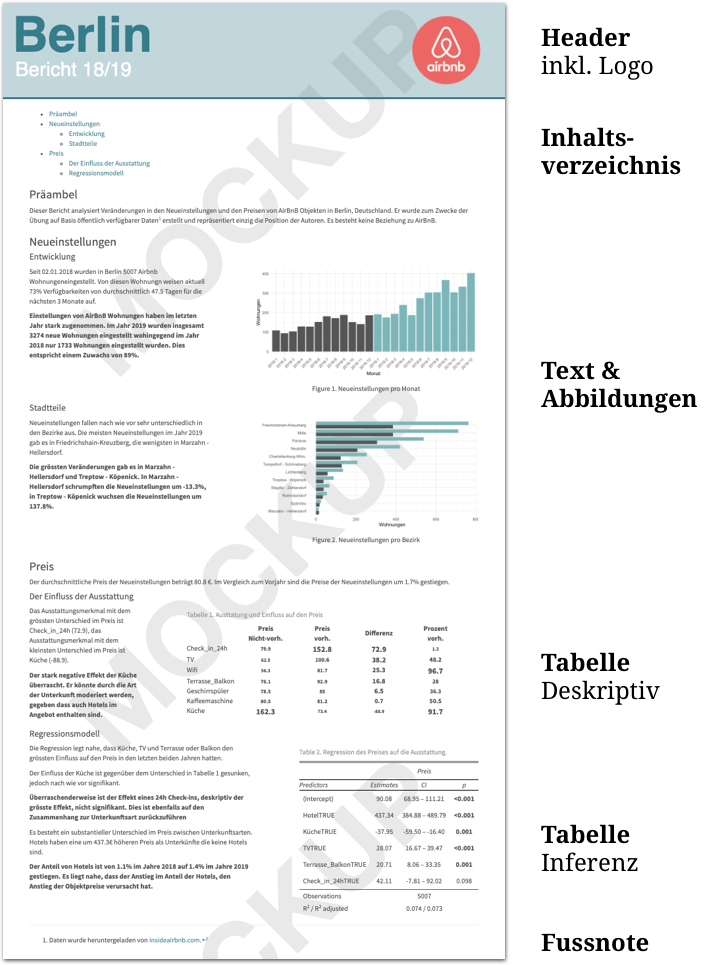 Berlin
Bericht 18/19
airbnb
Header
inkl. Logo
Präambel
Neueinstellungen
Entwicklung
Stadtteile
Preis
Der Einfluss der Ausstattung
Regressionsmodell
Inhalts-
verzeichnis
Präambel
Dieser Bericht analysiert Veränderungen in den Neueinstellungen und den Preisen von AirBnB Objekten in Berlin, Deutschland. Er wurde zum Zwecke der
Übung auf Basis öffentlich verfügbarer Daten1 erstellt und repräsentiert einzig die Position der Autoren. Es besteht keine Beziehung zu AirBnB.
Neueinstellungen
Entwicklung
Seit 02.01.2018 wurden in Berlin 5007 Airbnb
Wohnungeneingestellt. Von diesen Wohnungn weisen aktuell
73% Verfügbarkeiten von durchschnittlich 47.5 Tagen für die
nächsten 3 Monate auf.
Einstellungen von AirBnB Wohnungen haben im letzten
Jahr stark zugenommen. Im Jahr 2019 wurden insgesamt
3274 neue Wohnungen eingestellt wohingegend im Jahr
2018 nur 1733 Wohnungen eingestellt wurden. Dies
entspricht einem Zuwachs von 89%.
Wohnungen
400
300
200
100
0
Monat
Figure 1. Neueinstellungen pro Monat
Text &
Abbildungen
Stadtteile
Neueinstellungen fallen nach wie vor sehr unterschiedlich in
den Bezirke aus. Die meisten Neueinstellungen im Jahr 2019
gab es in Friedrichshain-Kreuzberg, die wenigsten in Marzahn -
Hellersdorf.
Die grössten Veränderungen gab es in Marzahn -
Hellersdorf und Treptow - Köpenick. In Marzahn -
Hellersdorf schrumpften die Neueinstellungen um -13.3%,
in Treptow - Köpenick wuchsen die Neueinstellungen um
137.8%.
Friedrichshain-Kreuzberg
Mitte
Pankow
Neukölln
Charlottenburg-Wilm.
Tempelhof - Schöneberg
Lichtenberg
Treptow - Köpenick
Steglitz - Zehlendorf
Reinickendorf
Spandau
Marzahn - Hellersdorf
0 200 400 600 800
Wohnungen
Figure 2. Neueinstellungen pro Bezirk
Preis
Der durchschnittliche Preis der Neueinstellungen beträgt 80.8 €. Im Vergleich zum Vorjahr sind die Preise der Neueinstellungen um 1.7% gestiegen.
Der Einfluss der Ausstattung
Das Ausstattungsmerkmal mit dem
grössten Unterschied im Preis ist
Check_in_24h (72.9), das
Ausstattungsmerkmal mit dem
kleinsten Unterschied im Preis ist
Küche (-88.9).
Der stark negative Effekt der Küche
überrascht. Er könnte durch die Art
der Unterkunft moderiert werden,
gegeben dass auch Hotels im
Angebot enthalten sind.
Tabelle 1. Austtatung und Einfluss auf den Preis
Preis Nicht-vorh. Preis vorh. Differenz Prozent vorh.
Check_in_24h 79.9 152.8 72.9 1.3
TV 62.5 100.6 38.2 48.2
Wifi 56.3 81.7 25.3 96.7
Terrasse_Balkon 76.1 92.9 16.8 28
Geschirrspüler 78.5 85 6.5 36.3
Kaffeemaschine 80.5 81.2 0.7 50.5
Küche 162.3 73.4 -88.9 91.7
Tabelle
Deskriptiv
Regressionsmodell
Die Regression legt nahe, dass Küche, TV und Terrasse oder Balkon den
grössten Einfluss auf den Preis in den letzten beiden Jahren hatten.
Der Einfluss der Küche ist gegenüber dem Unterschied in Tabelle 1 gesunken,
jedoch nach wie vor signifikant.
Überraschenderweise ist der Effekt eines 24h Check-ins, deskriptiv der
grösste Effekt, nicht signifikant. Dies ist ebenfalls auf den
Zusammenhang zur Unterkunftsart zurückzuführen
Es besteht ein substantieller Unterschied im Preis zwischen Unterkunftsarten.
Hotels haben eine um 437.3€ höheren Preis als Unterkünfte die keine Hotels
sind.
Der Anteil von Hotels ist von 1.1% im Jahre 2018 auf 1.4% im Jahre 2019
gestiegen. Es liegt nahe, dass der Anstieg im Anteil der Hotels, den
Anstieg der Objektpreise verursacht hat.
Tabelle 2. Regression des Preises auf die Ausstattung.
Preis
Predictors Estimates CI p
(Intercept) 90.08 68.95 – 111.21 <0.001
HotelTRUE 437.34 384.88 – 489.79 <0.001
KücheTRUE -37.95 -59.50 – -16.40 0.001
TVTRUE 28.07 16.67 – 39.47 <0.001
Terrasse_BalkonTRUE 20.71 8.06 – 33.35 0.001
Check_in_24hTRUE 42.11 -7.81 – 92.02 0.098
Observations 5007
R2 / R2 adjusted 0.074 / 0.073
Tabelle
Inferenz
1. Daten wurde heruntergeladen von insideairbnb.com.↩
Fussnote
MOCKUP
MOCKUP
MOCKUP